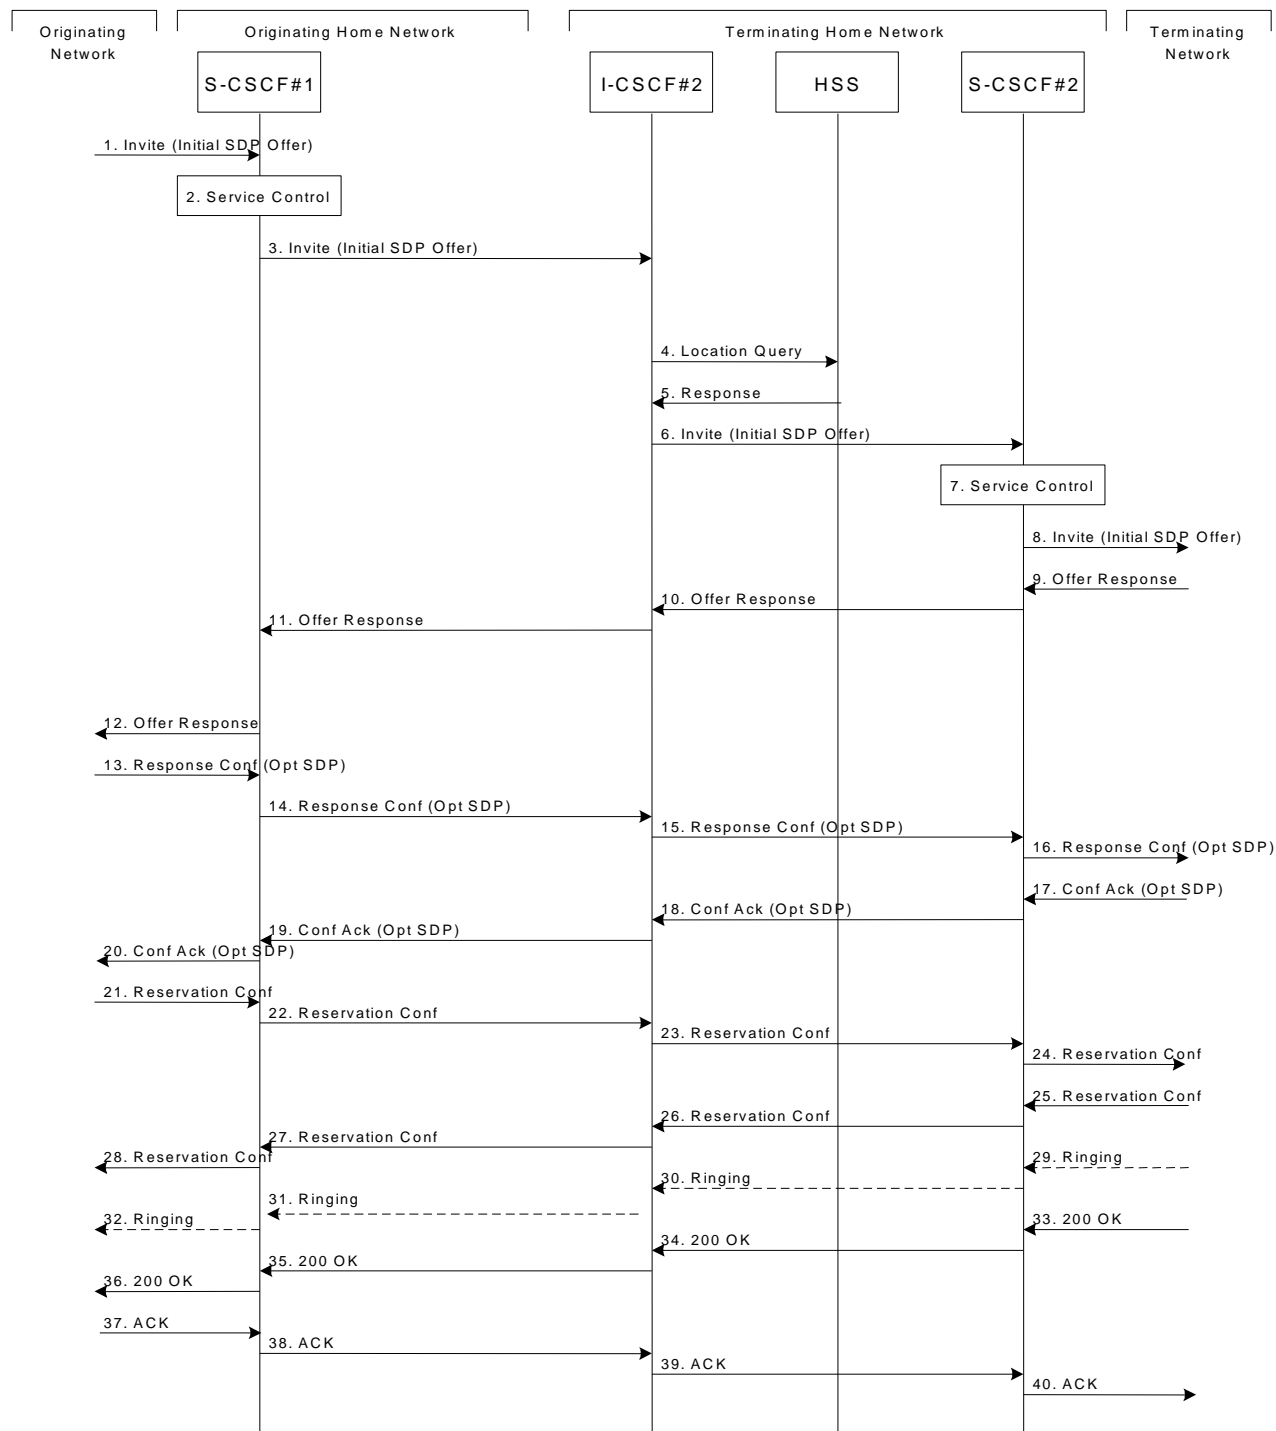 Originating
Network
Originating Home Network
Terminating Home Network
Terminating
Network
S-CSCF#1
I-CSCF#2
HSS
S-CSCF#2
1. Invite (Initial SDP Offer)
2. Service Control
3. Invite (Initial SDP Offer)
4. Location Query
5. Response
6. Invite (Initial SDP Offer)
7. Service Control
8. Invite (Initial SDP Offer)
9. Offer Response
10. Offer Response
11. Offer Response
12. Offer Response
13. Response Conf (Opt SDP)
14. Response Conf (Opt SDP)
15. Response Conf (Opt SDP)
16. Response Conf (Opt SDP)
17. Conf Ack (Opt SDP)
18. Conf Ack (Opt SDP)
19. Conf Ack (Opt SDP)
20. Conf Ack (Opt SDP)
21. Reservation Conf
22. Reservation Conf
23. Reservation Conf
24. Reservation Conf
25. Reservation Conf
26. Reservation Conf
27. Reservation Conf
28. Reservation Conf
29. Ringing
30. Ringing
31. Ringing
32. Ringing
33. 200 OK
34. 200 OK
35. 200 OK
36. 200 OK
37. ACK
38. ACK
39. ACK
40. ACK